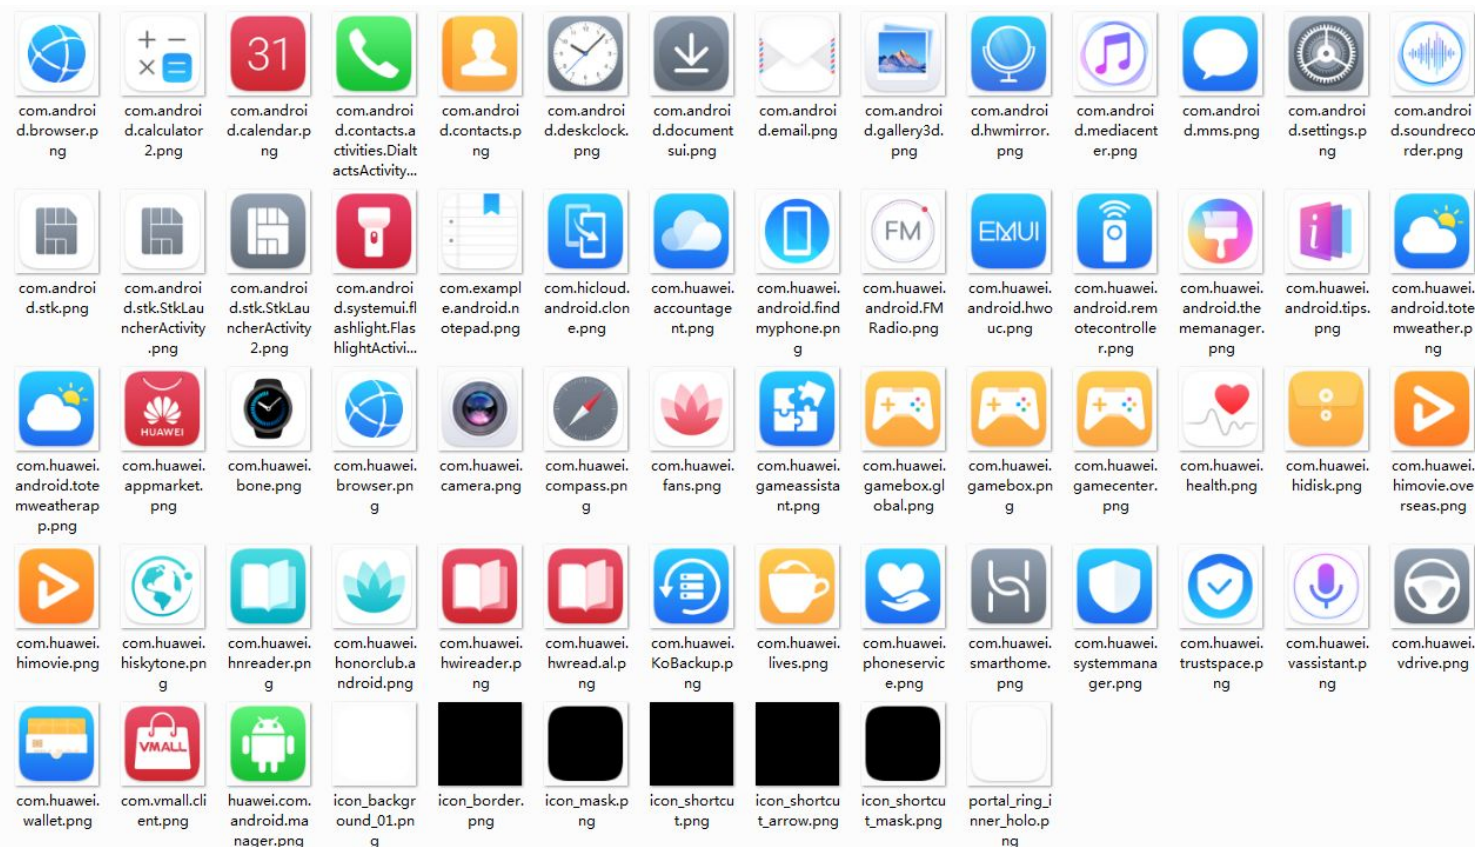 31
com.androi
d.browser.p
ng
com.androi
d.calculator
2.png
com.androi
d.calendar.p
ng
com.androi
d.contacts.a
ctivities.Dialt
actsActivity...
com.androi
d.contacts.p
ng
com.androi
d.deskclock.
png
com.androi
d.document
sui.png
com.androi
d.email.png
com.androi
d.gallery3d.
png
com.androi
d.hwmirror.
png
com.androi
d.mediacent
er.png
com.androi
d.mms.png
com.androi
d.settings.p
ng
com.androi
d.soundreco
rder.png
FM
EMUI
i
com.androi
d.stk.png
com.androi
d.stk.StkLau
ncherActivity
.png
com.androi
d.stk.StkLau
ncherActivity
2.png
com.androi
d.systemui.fl
ashlight.Flas
hlightActivi...
com.exampl
e.android.n
otepad.png
com.hicloud.
android.clon
e.png
com.huawei.
accountage
nt.png
com.huawei.
android.find
myphone.pn
g
com.huawei.
android.FM
Radio.png
com.huawei.
android.hwo
uc.png
com.huawei.
android.rem
otecontrolle
r.png
com.huawei.
android.the
memanager.
png
com.huawei.
android.tips.
png
com.huawei.
android.tote
mweather.p
ng
HUAWEI
com.huawei.
android.tote
mweatherap
p.png
com.huawei.
appmarket.
png
com.huawei.
bone.png
com.huawei.
browser.pn
g
com.huawei.
camera.png
com.huawei.
compass.pn
g
com.huawei.
fans.png
com.huawei.
gameassista
nt.png
com.huawei.
gamebox.gl
obal.png
com.huawei.
gamebox.pn
g
com.huawei.
gamecenter.
png
com.huawei.
health.png
com.huawei.
hidisk.png
com.huawei.
himovie.ove
rseas.png
com.huawei.
himovie.png
com.huawei.
hiskytone.pn
g
com.huawei.
hnreader.pn
g
com.huawei.
honorclub.a
ndroid.png
com.huawei.
hwireader.p
ng
com.huawei.
hwread.al.p
ng
com.huawei.
KoBackup.p
ng
com.huawei.
lives.png
com.huawei.
phoneservic
e.png
com.huawei.
smarthome.
png
com.huawei.
systemmana
ger.png
com.huawei.
trustspace.p
ng
com.huawei.
vassistant.p
ng
com.huawei.
vdrive.png
VMALL
com.huawei.
wallet.png
com.vmall.cli
ent.png
huawei.com.
android.ma
nager.png
icon_backgr
ound_01.pn
g
icon_border.
png
icon_mask.p
ng
icon_shortcu
t.png
icon_shortcu
t_arrow.png
icon_shortcu
t_mask.png
portal_ring_i
nner_holo.p
ng